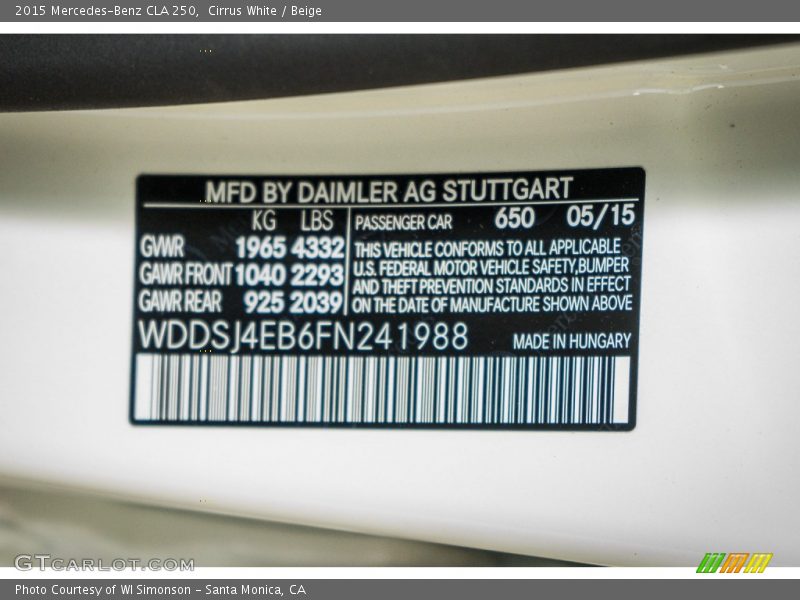 2015 Mercedes-Benz CLA 250,  Cirrus White / Beige
MFD BY DAIMLER AG STUTTGART
KG LBS PASSENGER CAR 650 05/15
GWR 1965 4332 THIS VEHICLE CONFORMS TO ALL APPLICABLE
GAWR FRONT 1040 2293 U.S. FEDERAL MOTOR VEHICLE SAFETY, BUMPER
AND THEFT PREVENTION STANDARDS IN EFFECT
GAWR REAR 925 2039 ON THE DATE OF MANUFACTURE SHOWN ABOVE
WDDSJ4EB6FN241988 MADE IN HUNGARY
GTCARLOT.COM
Photo Courtesy of WI Simonson - Santa Monica, CA